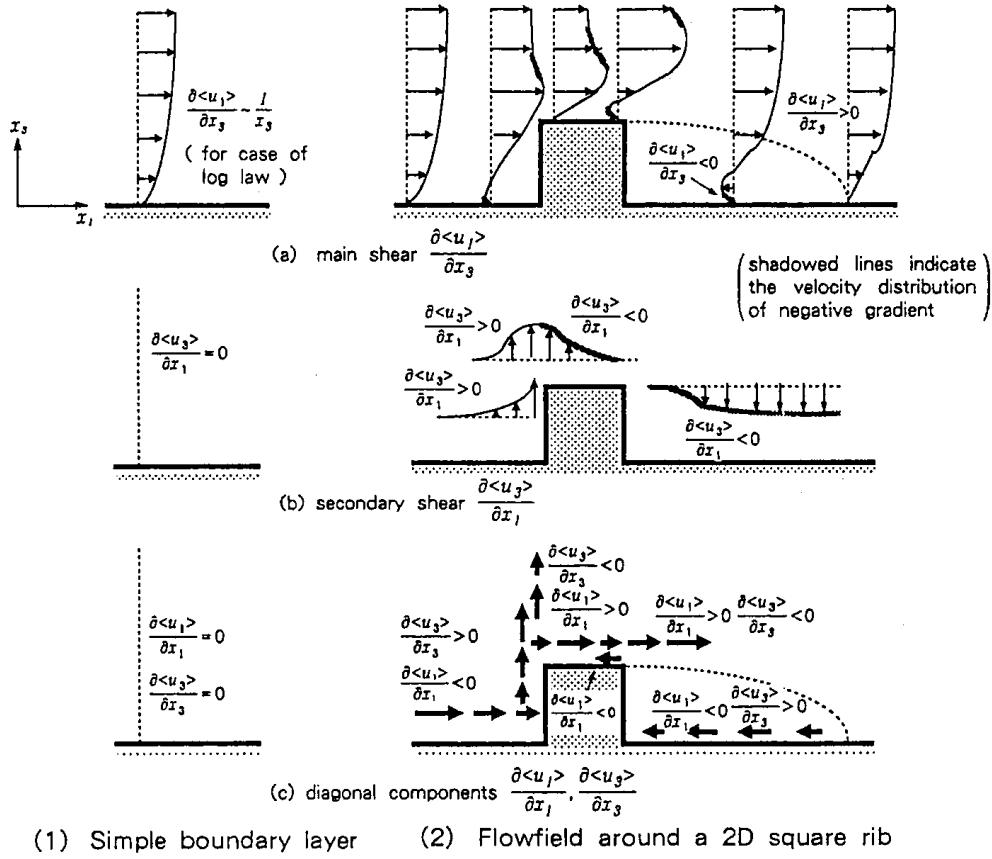 x₃
x₁
∂<u₁>/∂x₃ ~ 1/x₃
( for case of
log law )
∂<u₁>/∂x₃ <0
∂<u₁>/∂x₃ >0
(a) main shear ∂<u₁>/∂x₃
(shadowed lines indicate
the velocity distribution
of negative gradient)
∂<u₃>/∂x₁ =0
∂<u₃>/∂x₁ >0
∂<u₃>/∂x₁ <0
∂<u₃>/∂x₁ >0
∂<u₃>/∂x₁ <0
(b) secondary shear ∂<u₃>/∂x₁
∂<u₁>/∂x₁ =0
∂<u₃>/∂x₃ =0
∂<u₃>/∂x₃ <0
∂<u₁>/∂x₁ >0
∂<u₁>/∂x₁ >0 ∂<u₃>/∂x₃ <0
∂<u₃>/∂x₃ >0
∂<u₁>/∂x₁ <0
∂<u₁>/∂x₁ <0
∂<u₁>/∂x₁ <0 ∂<u₃>/∂x₃ >0
(c) diagonal components ∂<u₁>/∂x₁, ∂<u₃>/∂x₃
(1) Simple boundary layer
(2) Flowfield around a 2D square rib